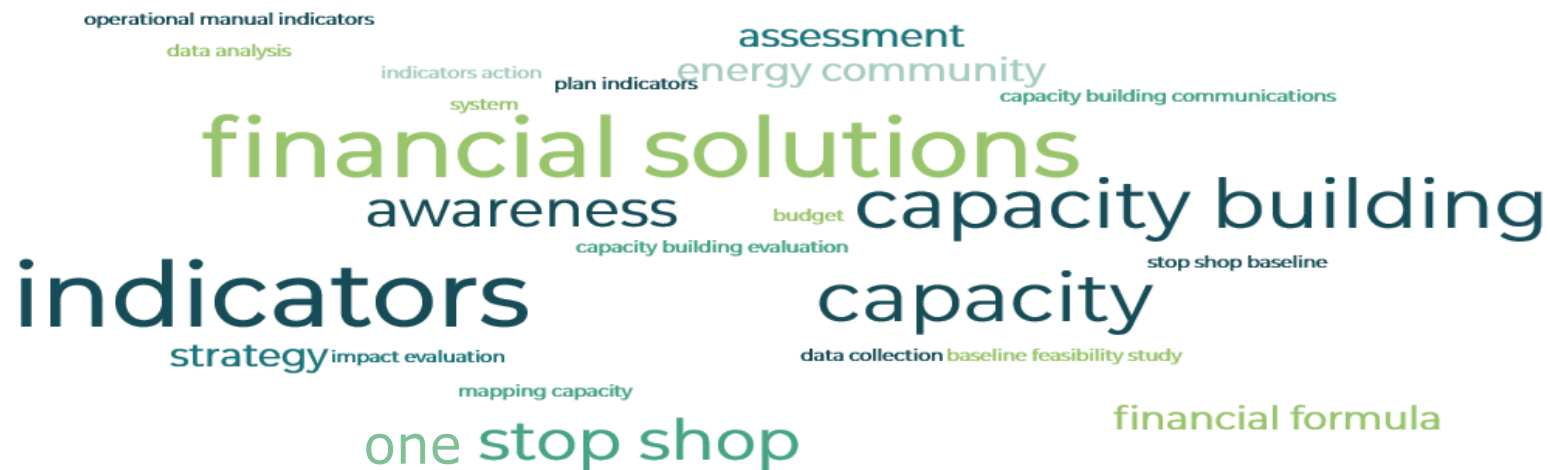 operational manual indicators
data analysis
assessment
indicators action
plan indicators
energy community
system
capacity building communications
financial solutions
awareness
budget
capacity building
capacity building evaluation
stop shop baseline
indicators
capacity
strategy
impact evaluation
data collection
baseline feasibility study
mapping capacity
financial formula
one stop shop